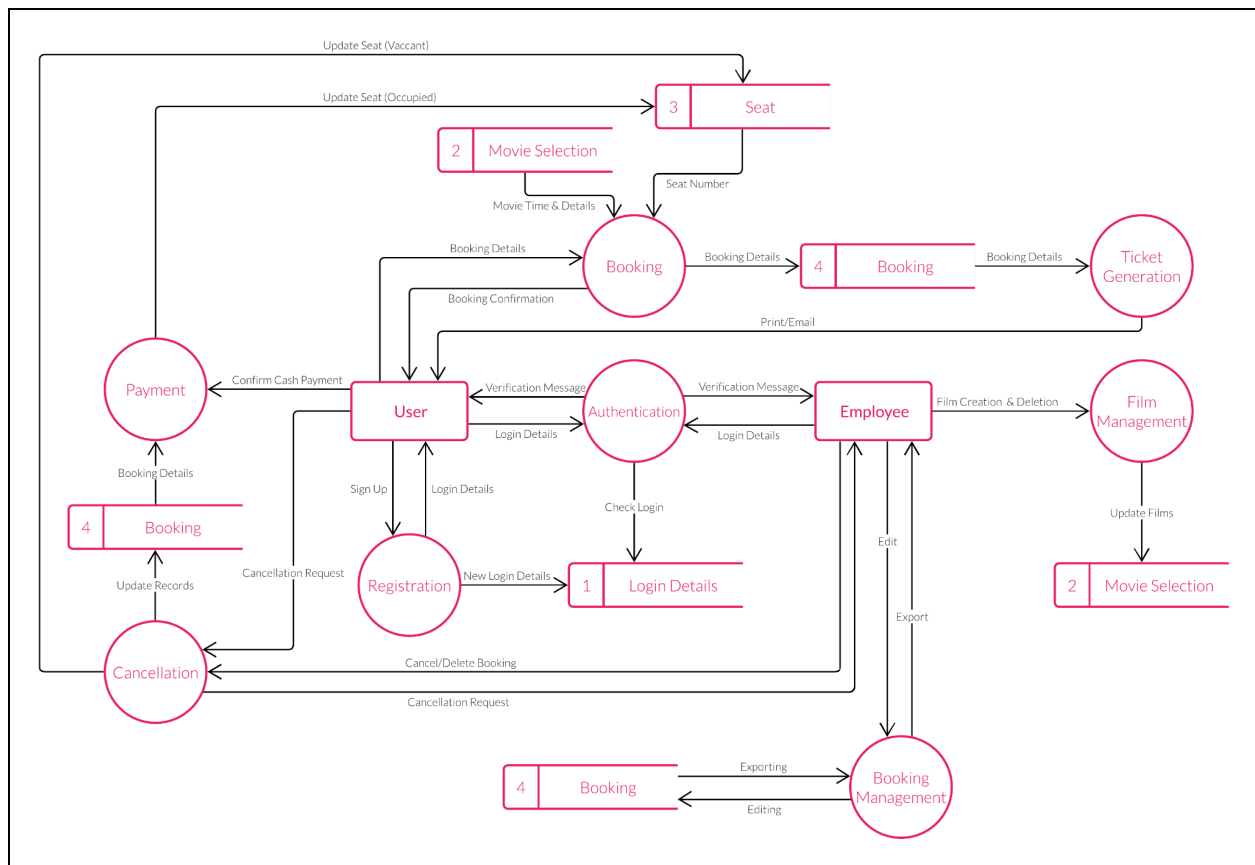 Update Seat (Vaccant)
Update Seat (Occupied)
3 Seat
2 Movie Selection
Seat Number
Movie Time & Details
Booking Details
Booking
Booking Details
4 Booking
Booking Details
Ticket
Generation
Booking Confirmation
Print/Email
Payment
Confirm Cash Payment
User
Verification Message
Login Details
Authentication
Verification Message
Login Details
Employee
Film Creation & Deletion
Film
Management
Booking Details
Sign Up
Login Details
Check Login
Update Films
4 Booking
Edit
Cancellation Request
Update Records
Registration
New Login Details
1 Login Details
2 Movie Selection
Export
Cancellation
Cancel/Delete Booking
Cancellation Request
4 Booking
Exporting
Editing
Booking
Management